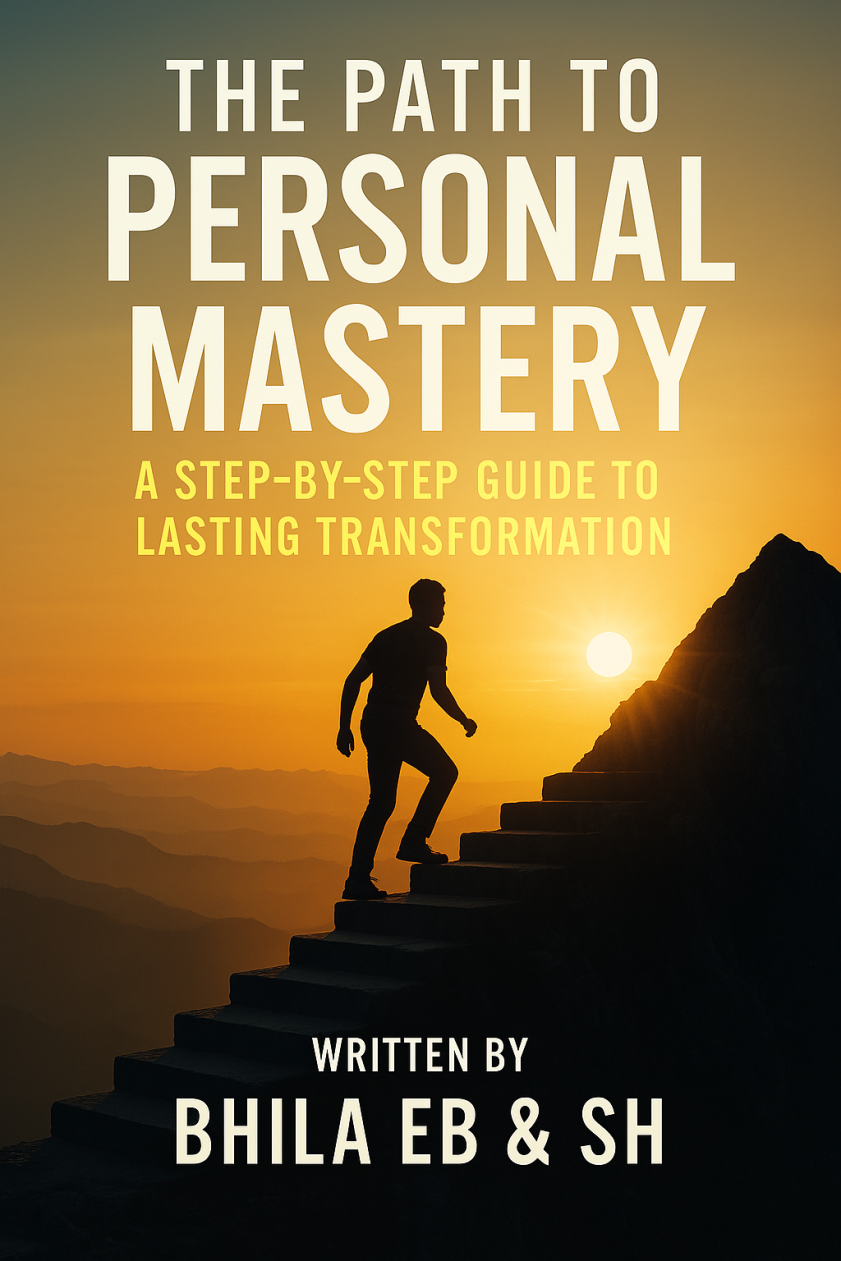 THE PATH TO
PERSONAL
MASTERY
A STEP-BY-STEP GUIDE TO
LASTING TRANSFORMATION
WRITTEN BY
BHILA EB & SH